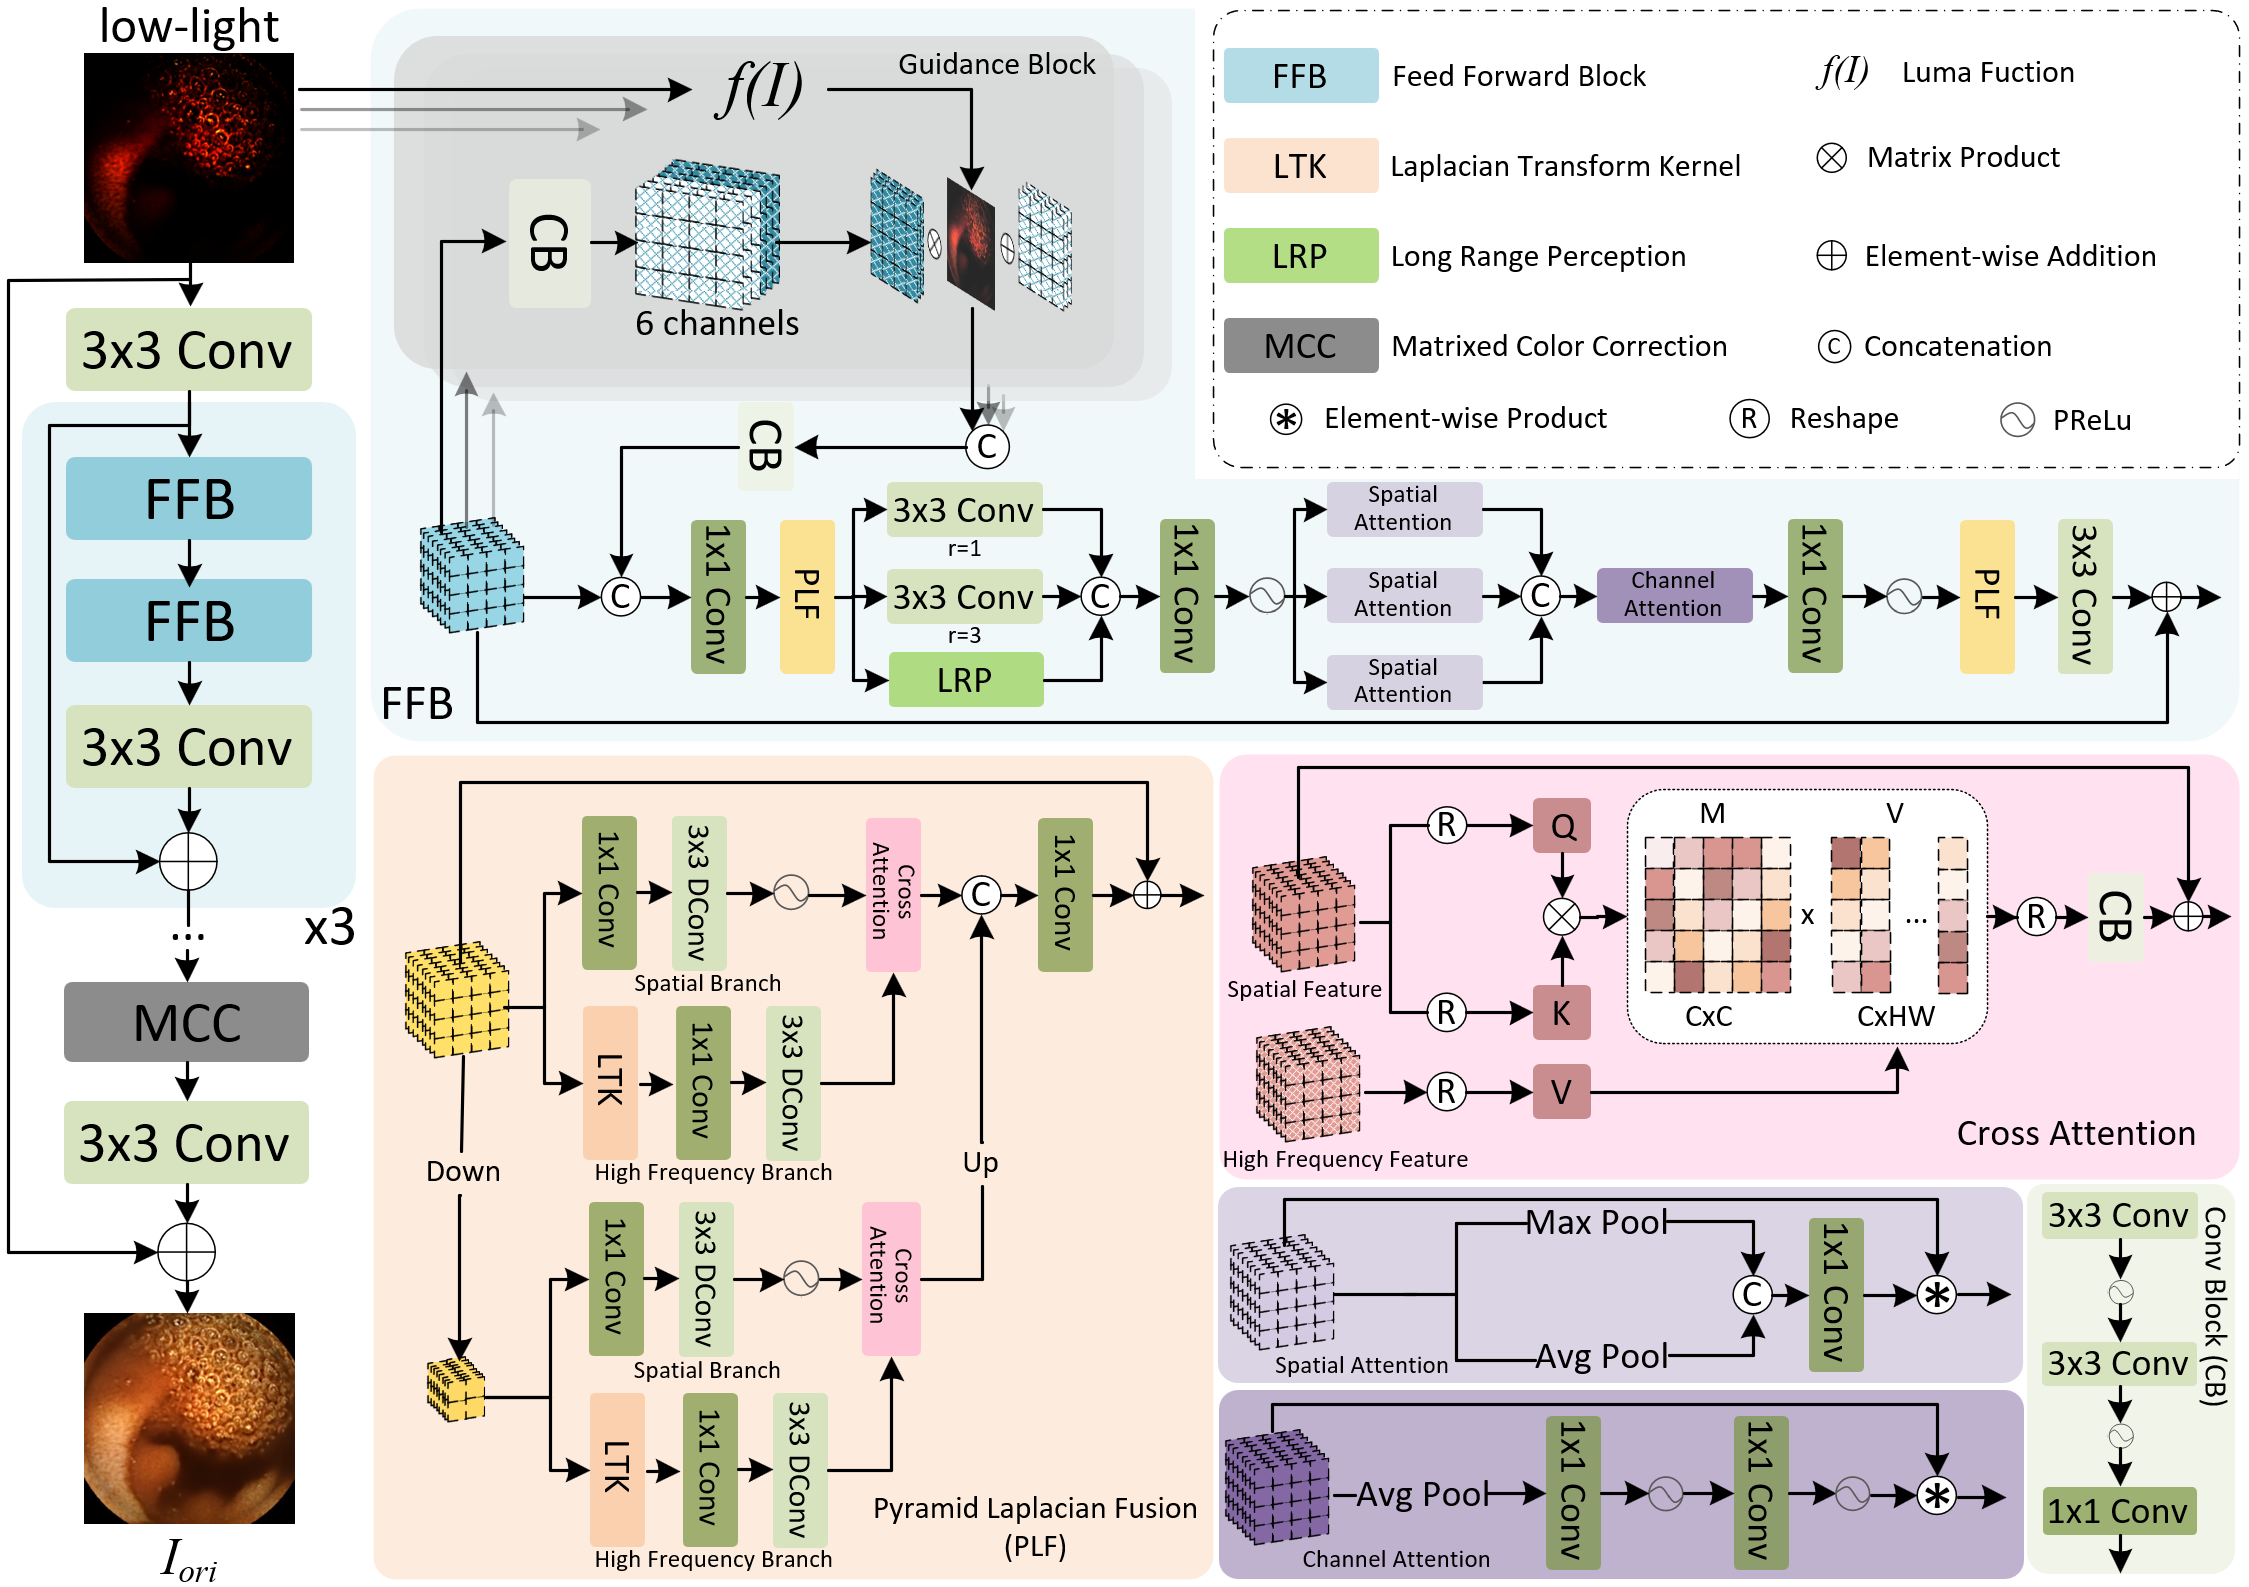 low-light
3x3 Conv
FFB
FFB
3x3 Conv
x3
...
MCC
3x3 Conv
I_ori
Guidance Block
f(I)
CB
6 channels
C
CB
FFB
C
1x1 Conv
PLF
3x3 Conv
r=1
3x3 Conv
r=3
LRP
C
1x1 Conv
Spatial
Attention
Spatial
Attention
Spatial
Attention
C
Channel
Attention
1x1 Conv
PLF
3x3 Conv
FFB Feed Forward Block
f(I) Luma Fuction
LTK Laplacian Transform Kernel
Matrix Product
LRP Long Range Perception
Element-wise Addition
MCC Matrixed Color Correction
C Concatenation
* Element-wise Product
R Reshape
PReLu
1x1 Conv
3x3 DConv
Cross
Attention
C
1x1 Conv
Spatial Branch
LTK
1x1 Conv
3x3 DConv
High Frequency Branch
Down
Up
1x1 Conv
3x3 DConv
Cross
Attention
Spatial Branch
LTK
1x1 Conv
3x3 DConv
High Frequency Branch
Pyramid Laplacian Fusion
(PLF)
Spatial Feature
R
Q
R
K
High Frequency Feature
R
V
M
V
x
...
CxC
CxHW
R
CB
Cross Attention
Max Pool
Avg Pool
C
1x1 Conv
*
Spatial Attention
Avg Pool
1x1 Conv
1x1 Conv
*
Channel Attention
3x3 Conv
3x3 Conv
1x1 Conv
Conv Block (CB)